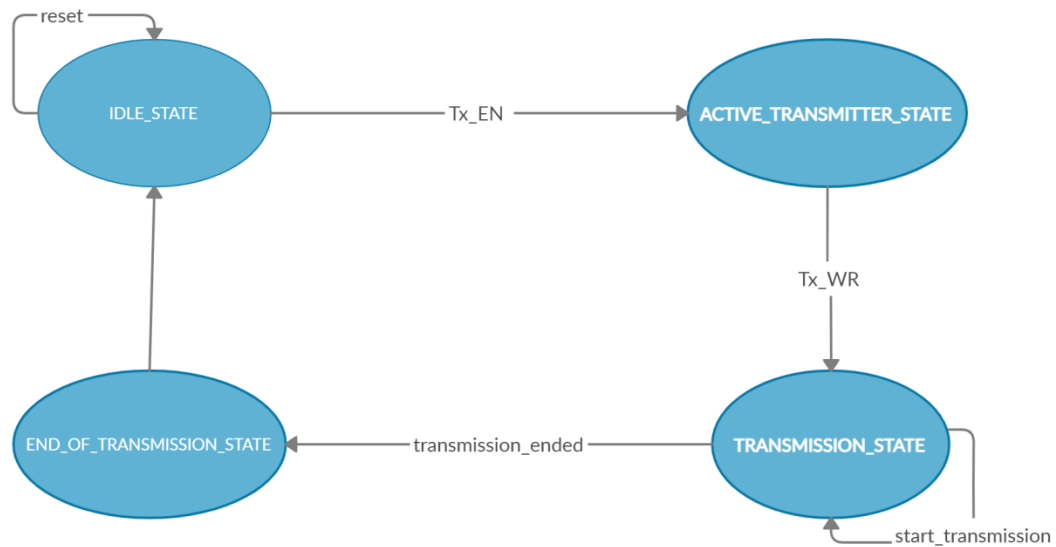 reset
IDLE_STATE
Tx_EN
ACTIVE_TRANSMITTER_STATE
Tx_WR
END_OF_TRANSMISSION_STATE
transmission_ended
TRANSMISSION_STATE
start_transmission